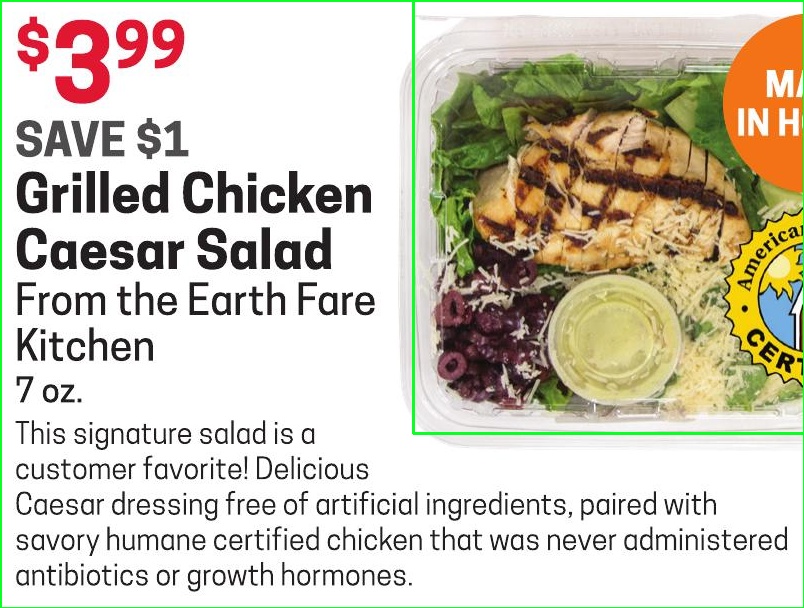 $3.99
SAVE $1
Grilled Chicken
Caesar Salad
From the Earth Fare
Kitchen
7 oz.
This signature salad is a
customer favorite! Delicious
Caesar dressing free of artificial ingredients, paired with
savory humane certified chicken that was never administered
antibiotics or growth hormones.
IN